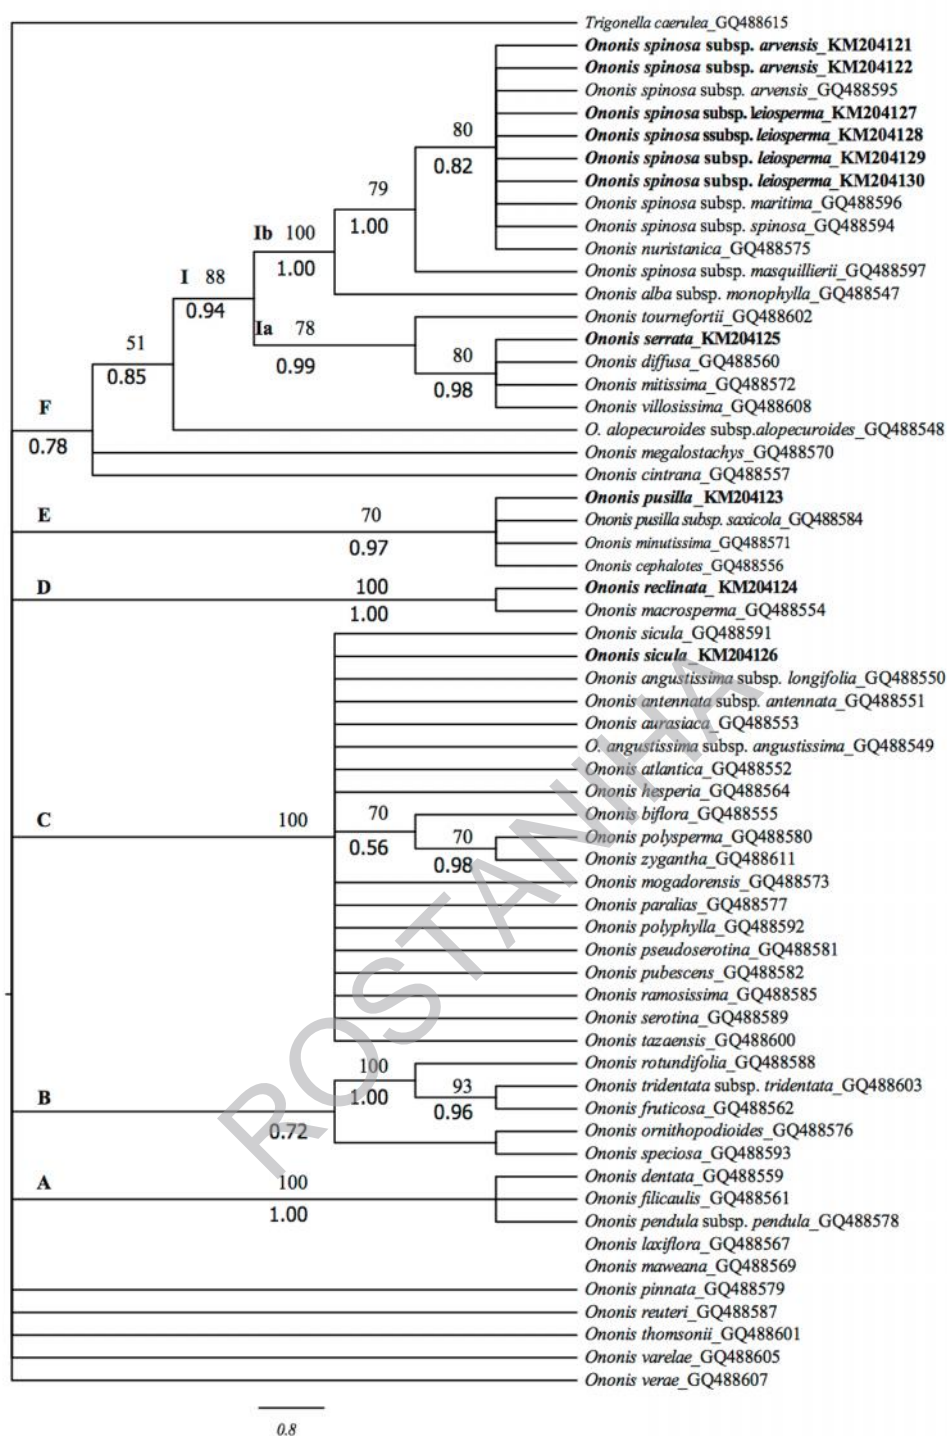 Trigonella caerulea_GQ488615
Ononis spinosa subsp. arvensis_KM204121
Ononis spinosa subsp. arvensis_KM204122
Ononis spinosa subsp. arvensis_GQ488595
Ononis spinosa subsp. leiosperma_KM204127
80
Ononis spinosa ssubsp. leiosperma_KM204128
0.82
Ononis spinosa subsp. leiosperma_KM204129
Ononis spinosa subsp. leiosperma_KM204130
79
Ononis spinosa subsp. maritima_GQ488596
1.00
Ononis spinosa subsp. spinosa_GQ488594
Ib 100
Ononis nuristanica_GQ488575
1.00
Ononis spinosa subsp. masquillierii_GQ488597
I 88
Ononis alba subsp. monophylla_GQ488547
0.94
Ononis tournefortii_GQ488602
Ia 78
Ononis serrata_KM204125
51
80
Ononis diffusa_GQ488560
0.99
0.85
Ononis mitissima_GQ488572
0.98
Ononis villosissima_GQ488608
F
O. alopecuroides subsp.alopecuroides_GQ488548
0.78
Ononis megalostachys_GQ488570
Ononis cintrana_GQ488557
Ononis pusilla_KM204123
E 70
Ononis pusilla subsp. saxicola_GQ488584
0.97
Ononis minutissima_GQ488571
Ononis cephalotes_GQ488556
D 100
Ononis reclinata_ KM204124
1.00
Ononis macrosperma_GQ488554
Ononis sicula_GQ488591
Ononis sicula_KM204126
Ononis angustissima subsp. longifolia_GQ488550
Ononis antennata subsp. antennata_GQ488551
Ononis aurasiaca_GQ488553
O. angustissima subsp. angustissima_GQ488549
Ononis atlantica_GQ488552
Ononis hesperia_GQ488564
C 100 70
Ononis biflora_GQ488555
0.56 70
Ononis polysperma_GQ488580
0.98
Ononis zygantha_GQ488611
Ononis mogadorensis_GQ488573
Ononis paralias_GQ488577
Ononis polyphylla_GQ488592
Ononis pseudoserotina_GQ488581
Ononis pubescens_GQ488582
Ononis ramosissima_GQ488585
Ononis serotina_GQ488589
Ononis tazaensis_GQ488600
100
Ononis rotundifolia_GQ488588
B 1.00 93
Ononis tridentata subsp. tridentata_GQ488603
0.96
Ononis fruticosa_GQ488562
0.72
Ononis ornithopodioides_GQ488576
Ononis speciosa_GQ488593
A 100
Ononis dentata_GQ488559
1.00
Ononis filicaulis_GQ488561
Ononis pendula subsp. pendula_GQ488578
Ononis laxiflora_GQ488567
Ononis maweana_GQ488569
Ononis pinnata_GQ488579
Ononis reuteri_GQ488587
Ononis thomsonii_GQ488601
Ononis varelae_GQ488605
Ononis verae_GQ488607
0.8
ROSTANIHA